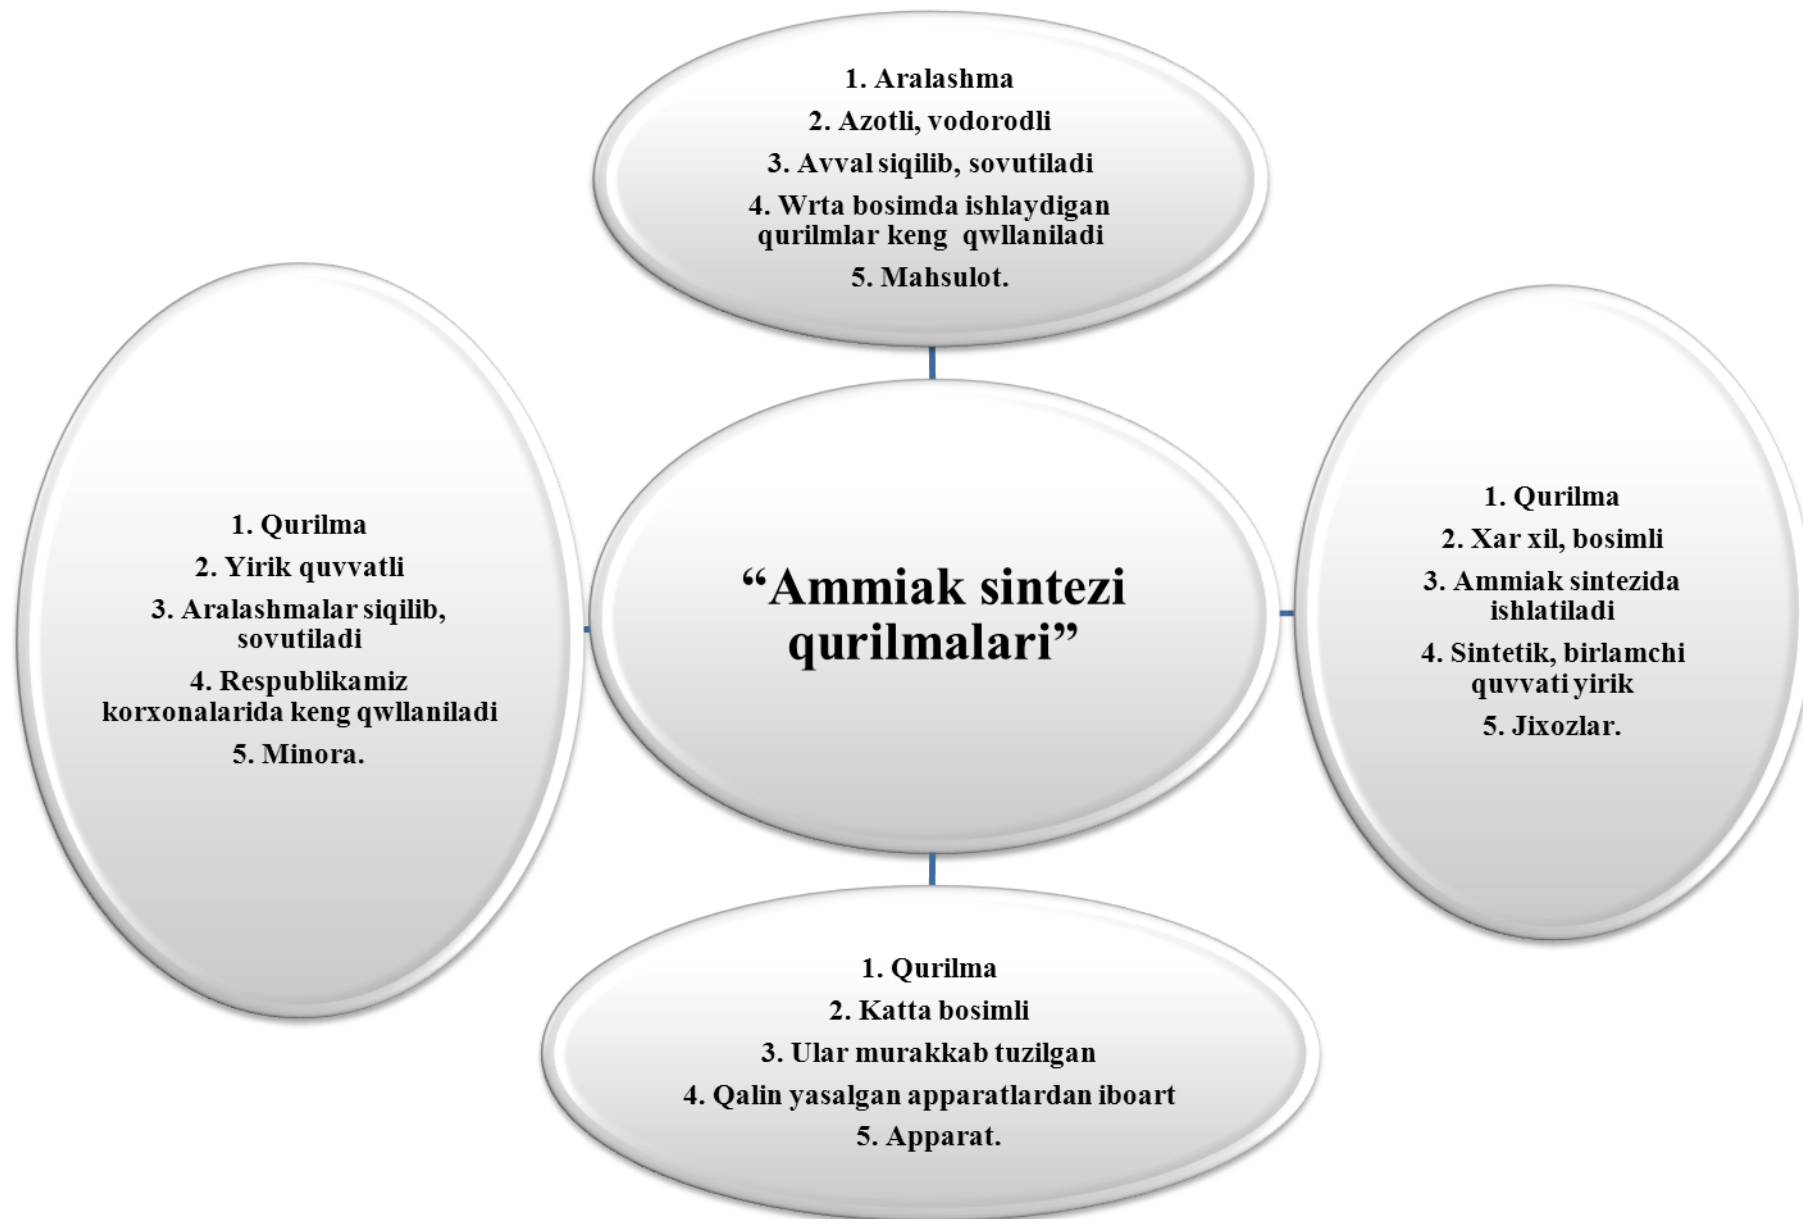 1. Aralashma
2. Azotli, vodorodli
3. Avval siqilib, sovutiladi
4. Wrta bosimda ishlaydigan
qurilmlar keng qwllaniladi
5. Mahsulot.
1. Qurilma
2. Yirik quvvatli
3. Aralashmalar siqilib,
sovutiladi
4. Respublikamiz
korxonalarida keng qwllaniladi
5. Minora.
“Ammiak sintezi
qurilmalari”
1. Qurilma
2. Xar xil, bosimli
3. Ammiak sintezida
ishlatiladi
4. Sintetik, birlamchi
quvvati yirik
5. Jixozlar.
1. Qurilma
2. Katta bosimli
3. Ular murakkab tuzilgan
4. Qalin yasalgan apparatlardan iboart
5. Apparat.